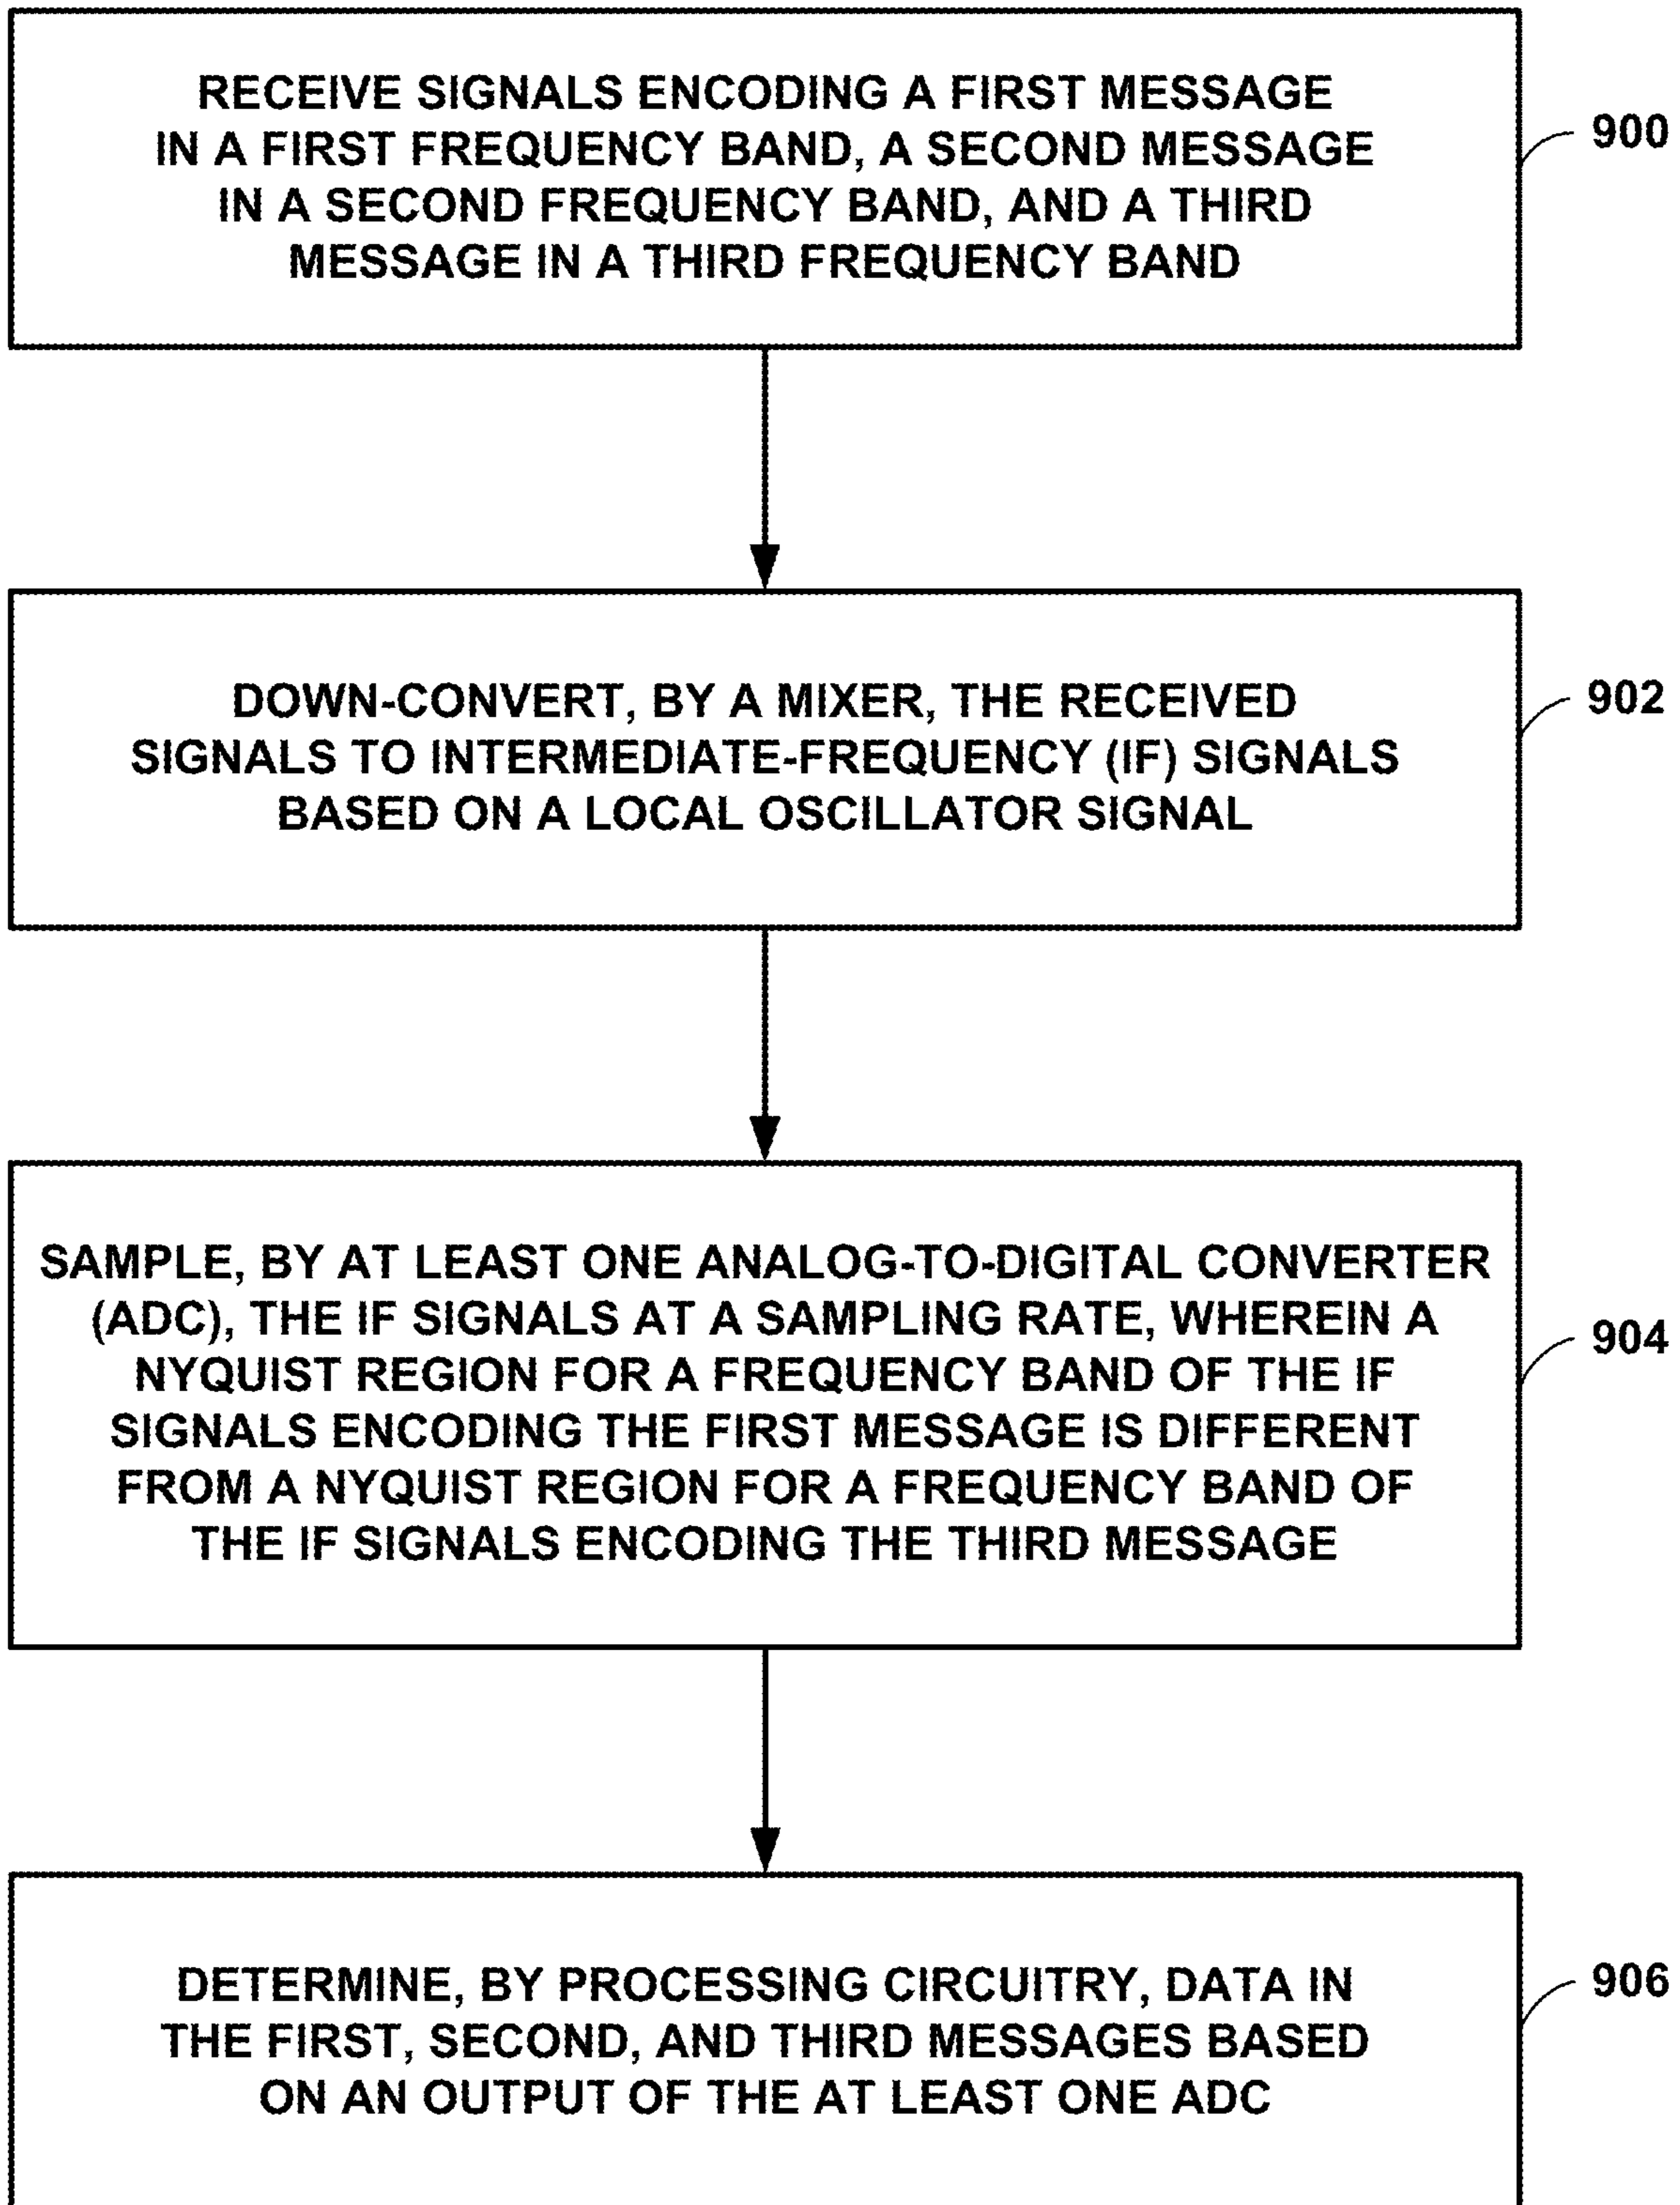 RECEIVE SIGNALS ENCODING A FIRST MESSAGE
IN A FIRST FREQUENCY BAND, A SECOND MESSAGE
IN A SECOND FREQUENCY BAND, AND A THIRD
MESSAGE IN A THIRD FREQUENCY BAND
900
DOWN-CONVERT, BY A MIXER, THE RECEIVED
SIGNALS TO INTERMEDIATE-FREQUENCY (IF) SIGNALS
BASED ON A LOCAL OSCILLATOR SIGNAL
902
SAMPLE, BY AT LEAST ONE ANALOG-TO-DIGITAL CONVERTER
(ADC), THE IF SIGNALS AT A SAMPLING RATE, WHEREIN A
NYQUIST REGION FOR A FREQUENCY BAND OF THE IF
SIGNALS ENCODING THE FIRST MESSAGE IS DIFFERENT
FROM A NYQUIST REGION FOR A FREQUENCY BAND OF
THE IF SIGNALS ENCODING THE THIRD MESSAGE
904
DETERMINE, BY PROCESSING CIRCUITRY, DATA IN
THE FIRST, SECOND, AND THIRD MESSAGES BASED
ON AN OUTPUT OF THE AT LEAST ONE ADC
906